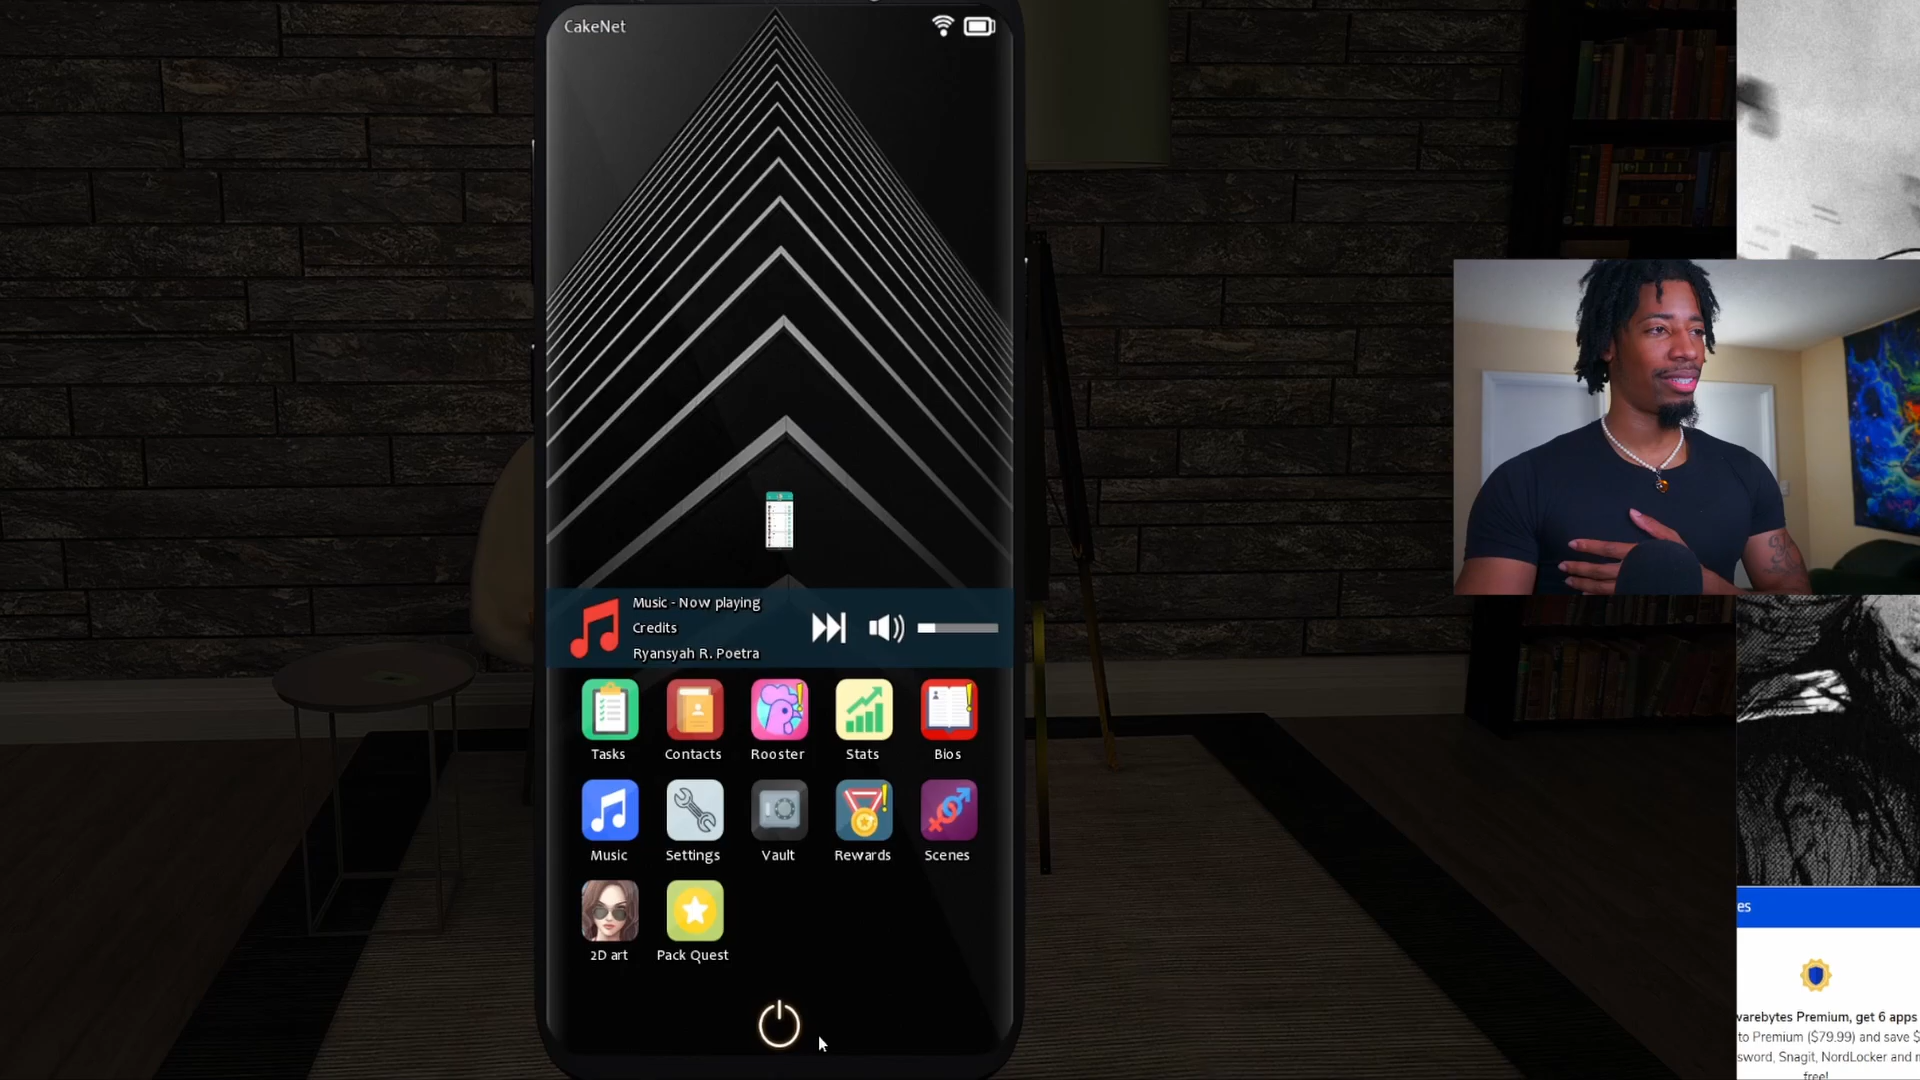 CakeNet
Music - Now playing
Credits
Ryansyah R. Poetra
Tasks
Contacts
Rooster
Stats
Bios
Music
Settings
Vault
Rewards
Scenes
2D art
Pack Quest
es
warebytes Premium, get 6 apps
to Premium ($79.99) and save $
sword, Snagit, NordLocker and
free!